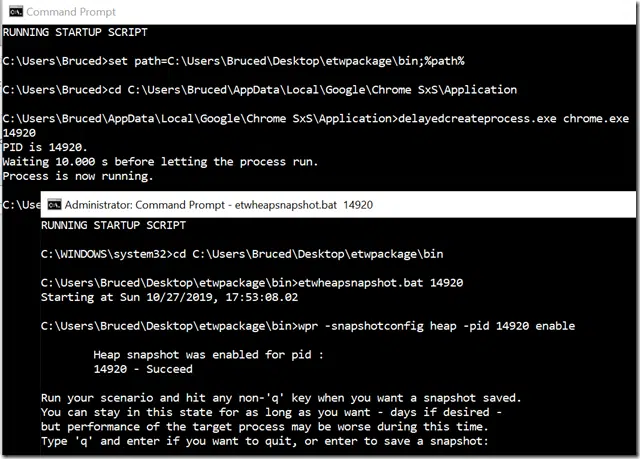 Command Prompt
RUNNING STARTUP SCRIPT
C:\Users\Bruced>set path=C:\Users\Bruced\Desktop\etwpackage\bin;%path%
C:\Users\Bruced>cd C:\Users\Bruced\AppData\Local\Google\Chrome SxS\Application
C:\Users\Bruced\AppData\Local\Google\Chrome SxS\Application>delayedcreateprocess.exe chrome.exe
14920
PID is 14920.
Waiting 10.000 s before letting the process run.
Process is now running.
C:\Use
Administrator: Command Prompt - etwheapsnapshot.bat 14920
RUNNING STARTUP SCRIPT
C:\WINDOWS\system32>cd C:\Users\Bruced\Desktop\etwpackage\bin
C:\Users\Bruced\Desktop\etwpackage\bin>etwheapsnapshot.bat 14920
Starting at Sun 10/27/2019, 17:53:08.02
C:\Users\Bruced\Desktop\etwpackage\bin>wpr -snapshotconfig heap -pid 14920 enable
Heap snapshot was enabled for pid :
14920 - Succeed
Run your scenario and hit any non-'q' key when you want a snapshot saved.
You can stay in this state for as long as you want - days if desired -
but performance of the target process may be worse during this time.
Type 'q' and enter if you want to quit, or enter to save a snapshot: